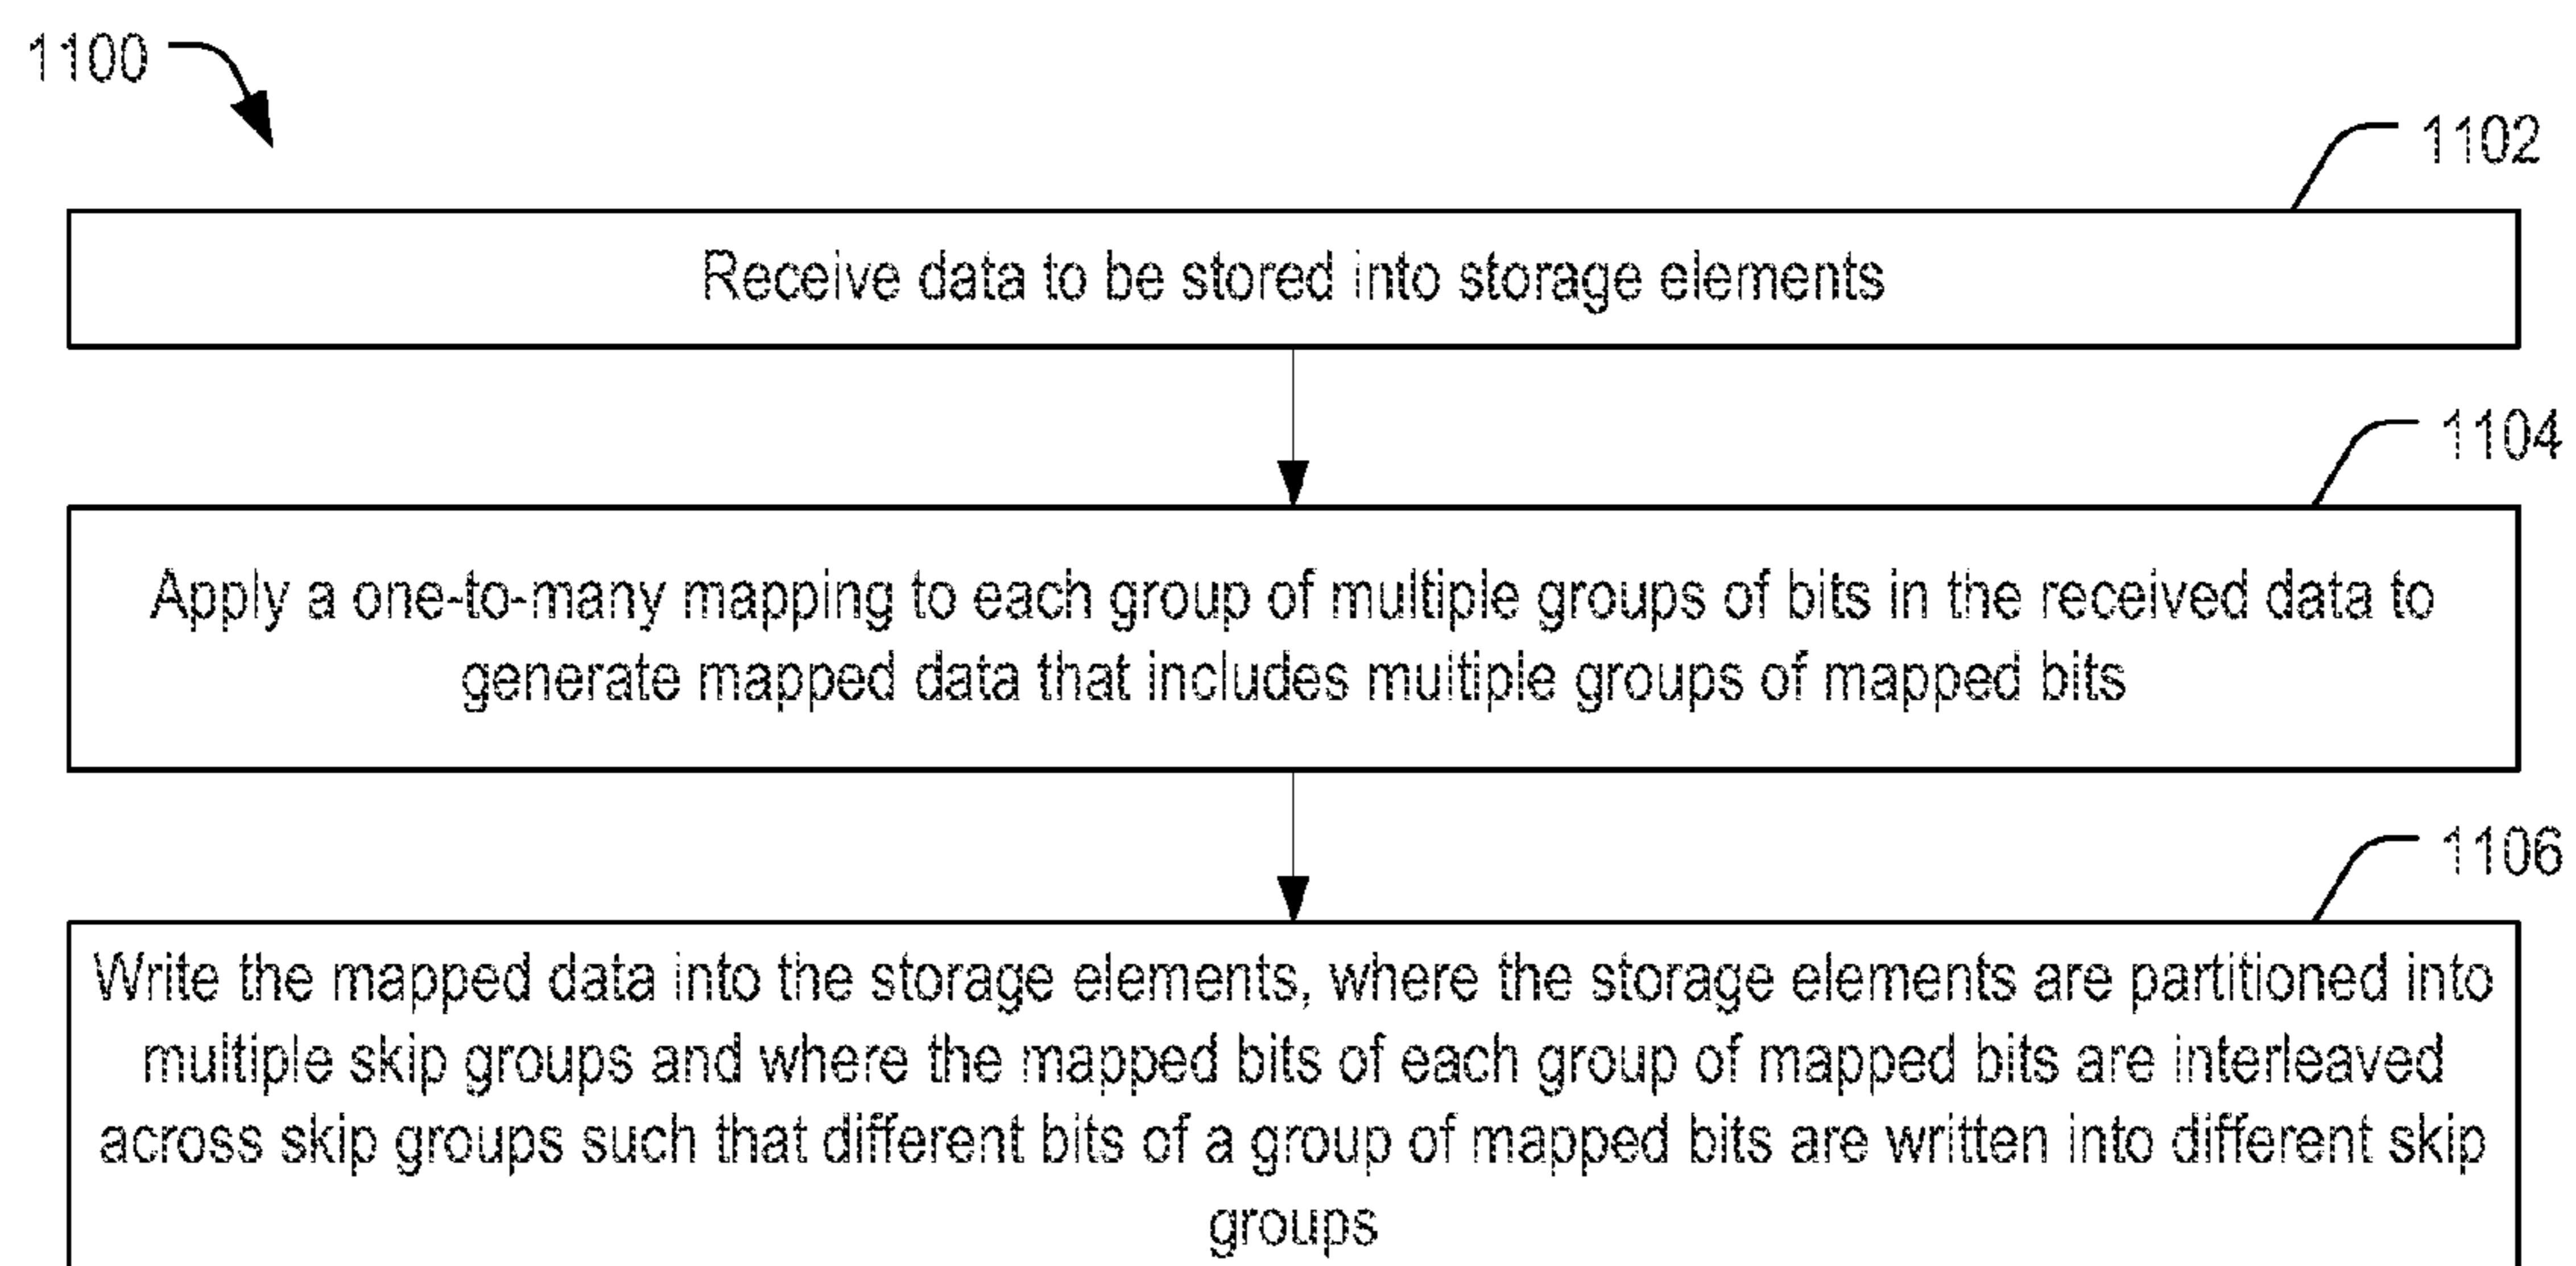 1100
1102
Receive data to be stored into storage elements
1104
Apply a one-to-many mapping to each group of multiple groups of bits in the received data to
generate mapped data that includes multiple groups of mapped bits
1106
Write the mapped data into the storage elements, where the storage elements are partitioned into
multiple skip groups and where the mapped bits of each group of mapped bits are interleaved
across skip groups such that different bits of a group of mapped bits are written into different skip
groups